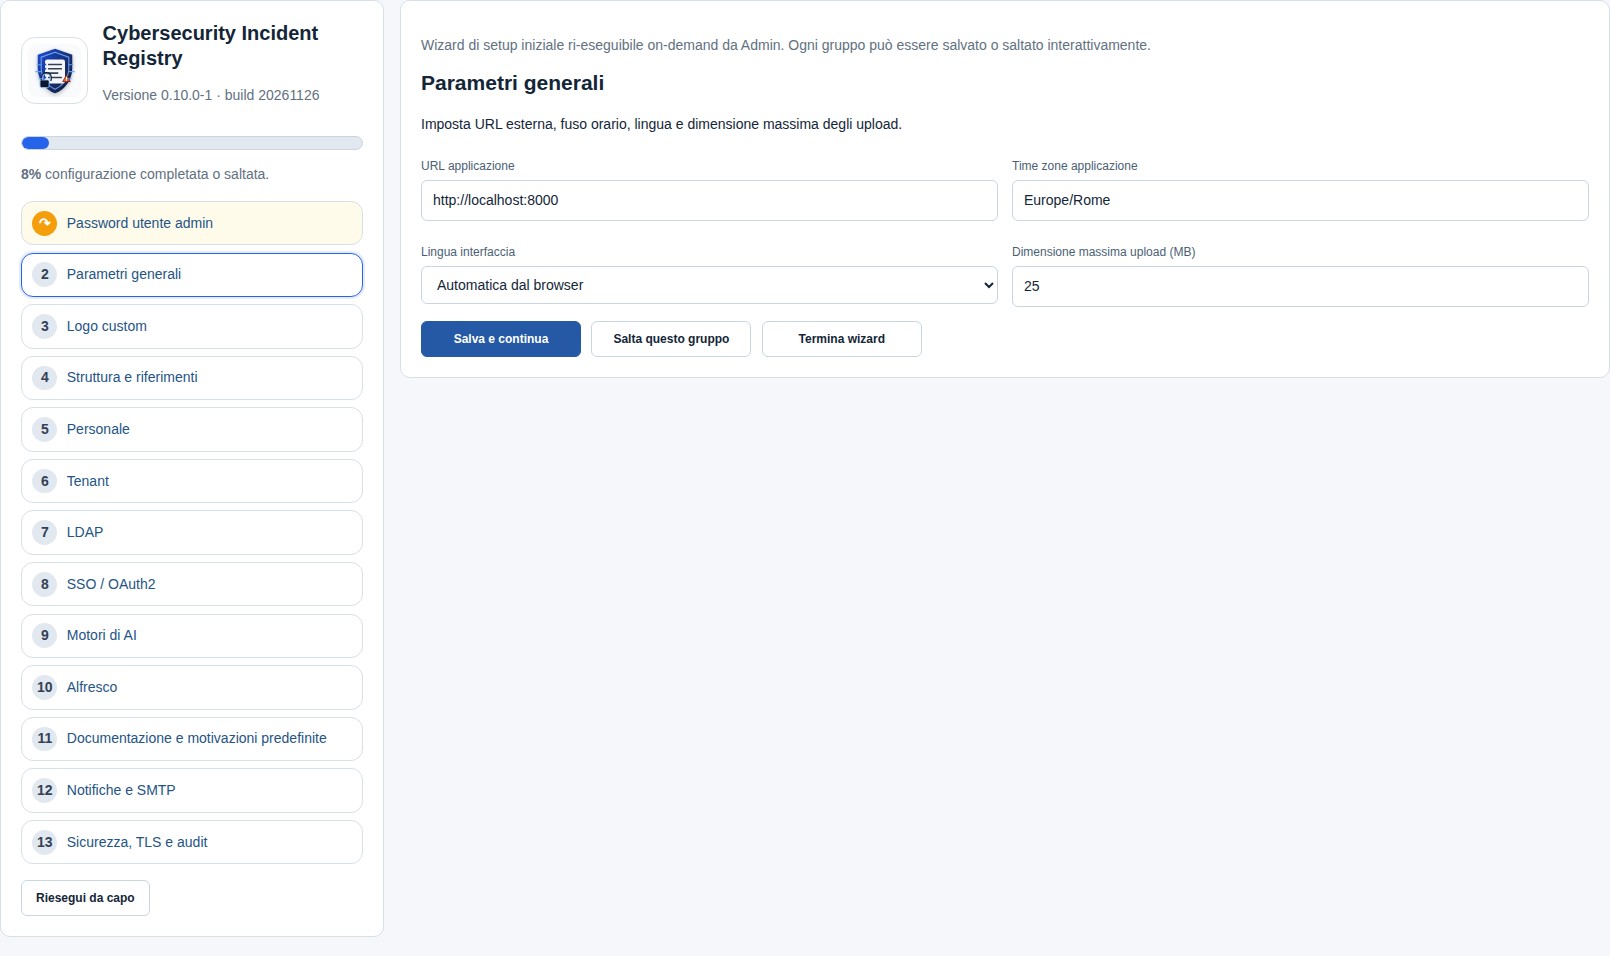 Cybersecurity Incident
Registry
Versione 0.10.0-1 · build 20261126
8% configurazione completata o saltata.
Password utente admin
2 Parametri generali
3 Logo custom
4 Struttura e riferimenti
5 Personale
6 Tenant
7 LDAP
8 SSO / OAuth2
9 Motori di AI
10 Alfresco
11 Documentazione e motivazioni predefinite
12 Notifiche e SMTP
13 Sicurezza, TLS e audit
Riesegui da capo
Wizard di setup iniziale ri-eseguibile on-demand da Admin. Ogni gruppo può essere salvato o saltato interattivamente.
Parametri generali
Imposta URL esterna, fuso orario, lingua e dimensione massima degli upload.
URL applicazione
http://localhost:8000
Time zone applicazione
Europe/Rome
Lingua interfaccia
Automatica dal browser
Dimensione massima upload (MB)
25
Salva e continua
Salta questo gruppo
Termina wizard